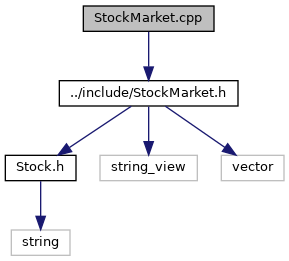 StockMarket.cpp
../include/StockMarket.h
Stock.h
string_view
vector
string